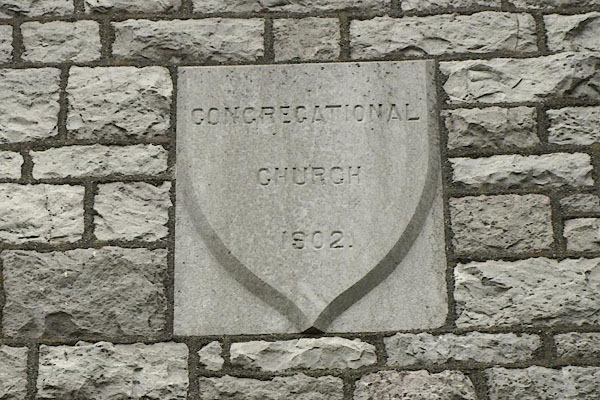 CONGREGATIONAL
CHURCH
1902.